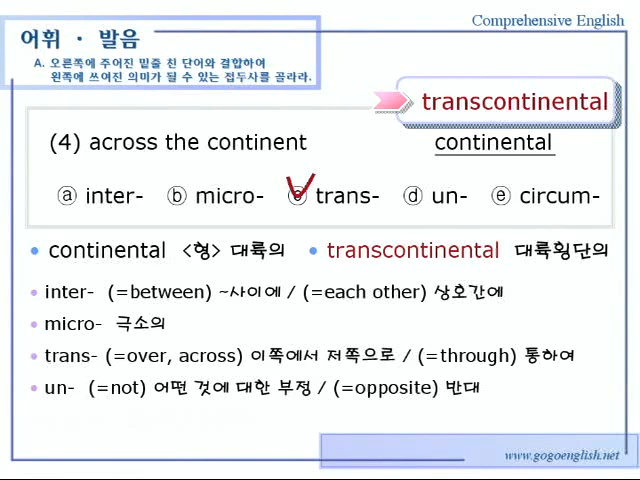 Comprehensive English
어휘 · 발음
A. 오른쪽에 주어진 밑줄 친 단어와 결합하여
왼쪽에 쓰여진 의미가 될 수 있는 접두사를 골라라.
transcontinental
(4) across the continent continental
ⓐ inter- ⓑ micro- ⓒ trans- ⓓ un- ⓔ circum-
• continental <형> 대륙의 • transcontinental 대륙횡단의
• inter- (=between) ~사이에 / (=each other) 상호간에
• micro- 극소의
• trans- (=over, across) 이쪽에서 저쪽으로 / (=through) 통하여
• un- (=not) 어떤 것에 대한 부정 / (=opposite) 반대
www.gogoenglish.net